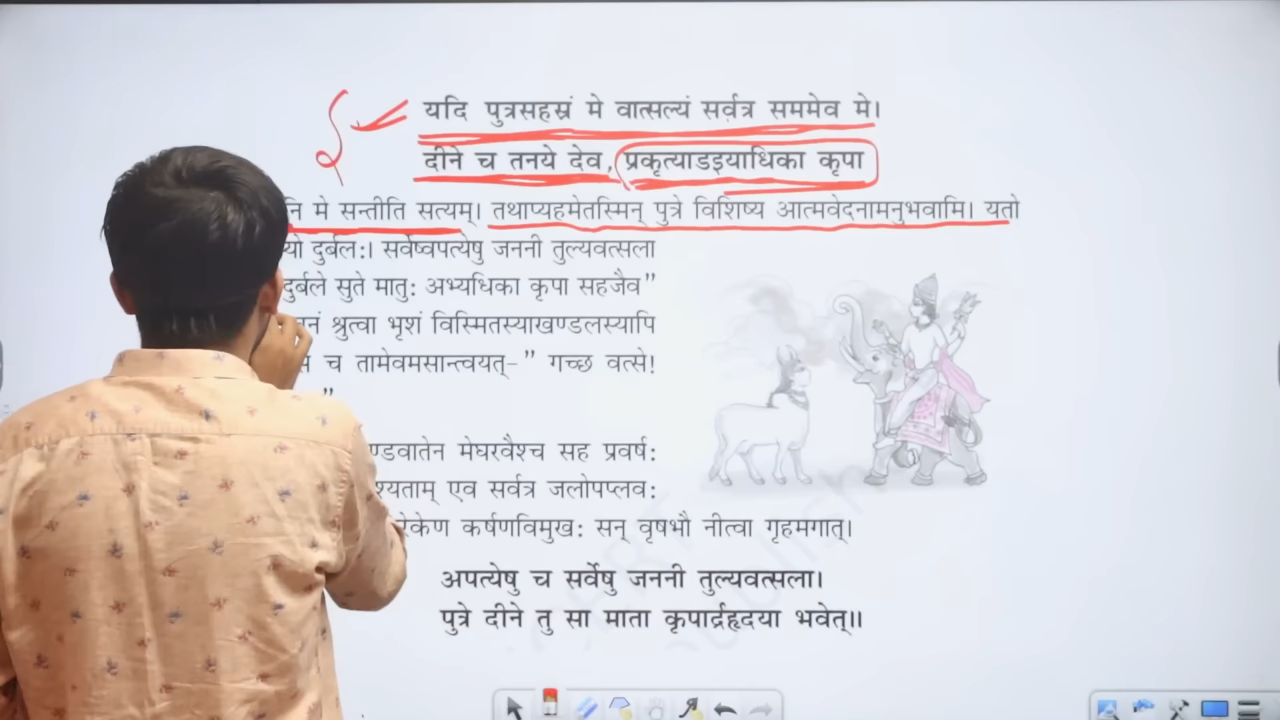 यदि पुत्रसहस्रं मे वात्सल्यं सर्वत्र सममेव मे।
दीने च तनये देव, प्रकृत्याडइयाधिका कृपा
नि मे सन्तीति सत्यम्। तथाप्यहमेतस्मिन् पुत्रे विशिष्य आत्मवेदनामनुभवामि। यतो
यो दुर्बल:। सर्वेष्वपत्येषु जननी तुल्यवत्सला
दुर्बले सुते मातु: अभ्यधिका कृपा सहजैव”
श्रुत्वा भृशं विस्मितस्याखण्डलस्यापि
च तामेवमसान्त्वयत्- ” गच्छ वत्से!
”
ण्डवातेन मेघरवैश्च सह प्रवर्ष:
श्यताम् एव सर्वत्र जलोपप्लव:
रेकेण कर्षणविमुख: सन् वृषभौ नीत्वा गृहमगात्।
अपत्येषु च सर्वेषु जननी तुल्यवत्सला।
पुत्रे दीने तु सा माता कृपार्द्रहृदया भवेत्॥